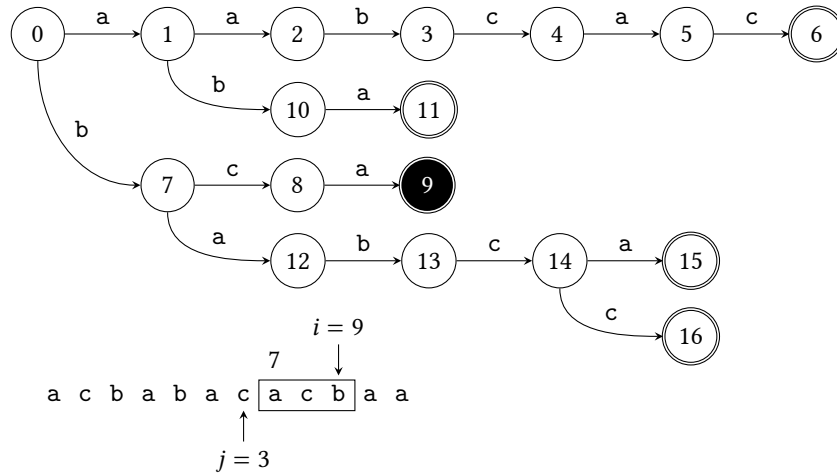 0 a 1 a 2 b 3 c 4 a 5 c 6
b 10 a 11
b
7 c 8 a 9
a 12 b 13 c 14 a 15
c 16
i = 9
7
a c b a b a c a c b a a
j = 3